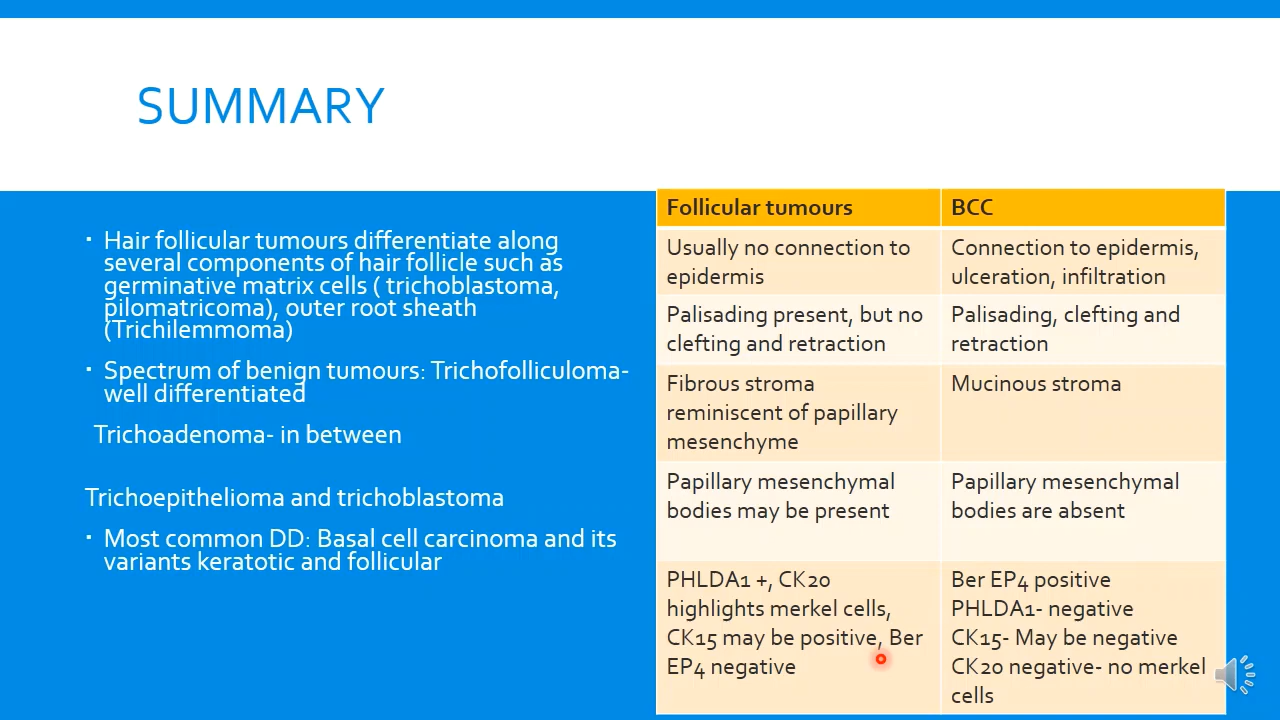 SUMMARY
Hair follicular tumours differentiate along
several components of hair follicle such as
germinative matrix cells ( trichoblastoma,
pilomatricoma), outer root sheath
(Trichilemmoma)
Spectrum of benign tumours: Trichofolliculoma-
well differentiated
Trichoadenoma- in between
Trichoepithelioma and trichoblastoma
Most common DD: Basal cell carcinoma and its
variants keratotic and follicular
Follicular tumours
BCC
Usually no connection to
epidermis
Connection to epidermis,
ulceration, infiltration
Palisading present, but no
clefting and retraction
Palisading, clefting and
retraction
Fibrous stroma
reminiscent of papillary
mesenchyme
Mucinous stroma
Papillary mesenchymal
bodies may be present
Papillary mesenchymal
bodies are absent
PHLDA1 +, CK20
highlights merkel cells,
CK15 may be positive, Ber
EP4 negative
Ber EP4 positive
PHLDA1- negative
CK15- May be negative
CK20 negative- no merkel
cells